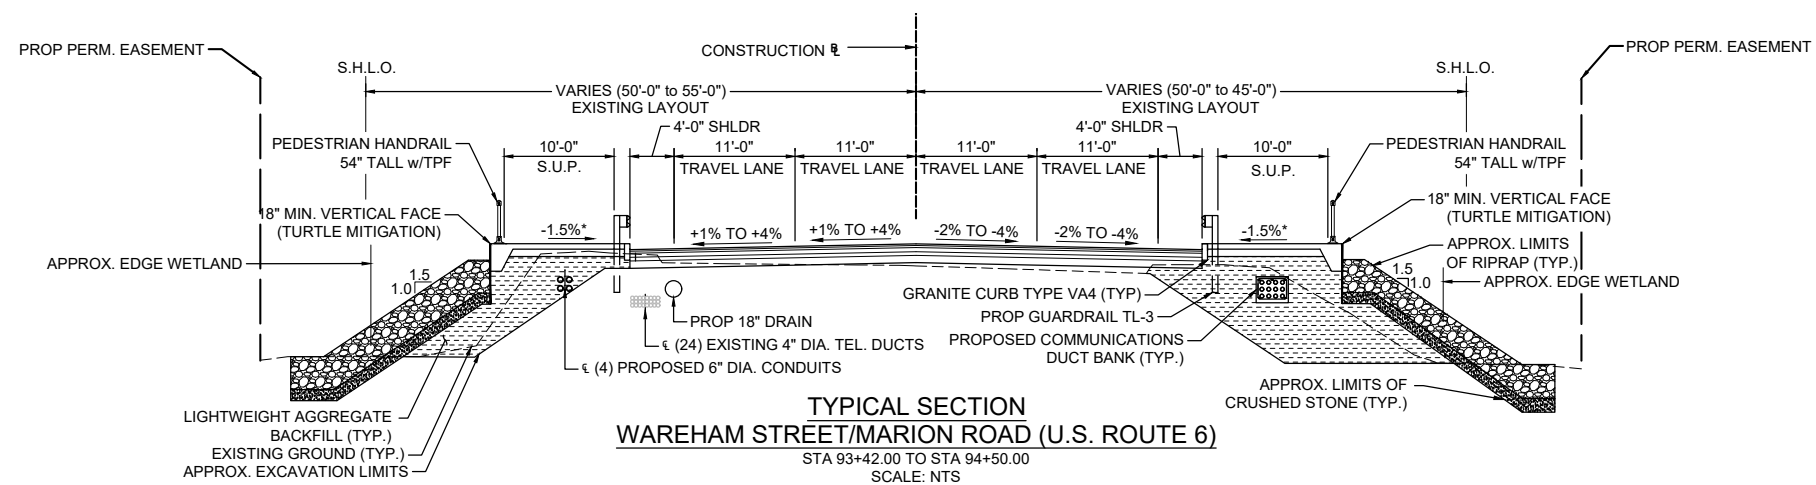 PROP PERM. EASEMENT
CONSTRUCTION ℄
PROP PERM. EASEMENT
S.H.L.O.
S.H.L.O.
VARIES (50'-0" to 55'-0")
EXISTING LAYOUT
VARIES (50'-0" to 45'-0")
EXISTING LAYOUT
4'-0" SHLDR
4'-0" SHLDR
PEDESTRIAN HANDRAIL
54" TALL w/TPF
10'-0"
S.U.P.
11'-0"
TRAVEL LANE
11'-0"
TRAVEL LANE
11'-0"
TRAVEL LANE
11'-0"
TRAVEL LANE
10'-0"
S.U.P.
PEDESTRIAN HANDRAIL
54" TALL w/TPF
18" MIN. VERTICAL FACE
(TURTLE MITIGATION)
-1.5%*
+1% TO +4%
+1% TO +4%
-2% TO -4%
-2% TO -4%
-1.5%*
18" MIN. VERTICAL FACE
(TURTLE MITIGATION)
APPROX. LIMITS
OF RIPRAP (TYP.)
APPROX. EDGE WETLAND
1.5
1.0
1.5
1.0
APPROX. EDGE WETLAND
GRANITE CURB TYPE VA4 (TYP)
PROP GUARDRAIL TL-3
PROPOSED COMMUNICATIONS
DUCT BANK (TYP.)
PROP 18" DRAIN
℄ (24) EXISTING 4" DIA. TEL. DUCTS
℄ (4) PROPOSED 6" DIA. CONDUITS
APPROX. LIMITS OF
CRUSHED STONE (TYP.)
LIGHTWEIGHT AGGREGATE
BACKFILL (TYP.)
EXISTING GROUND (TYP.)
APPROX. EXCAVATION LIMITS
TYPICAL SECTION
WAREHAM STREET/MARION ROAD (U.S. ROUTE 6)
STA 93+42.00 TO STA 94+50.00
SCALE: NTS